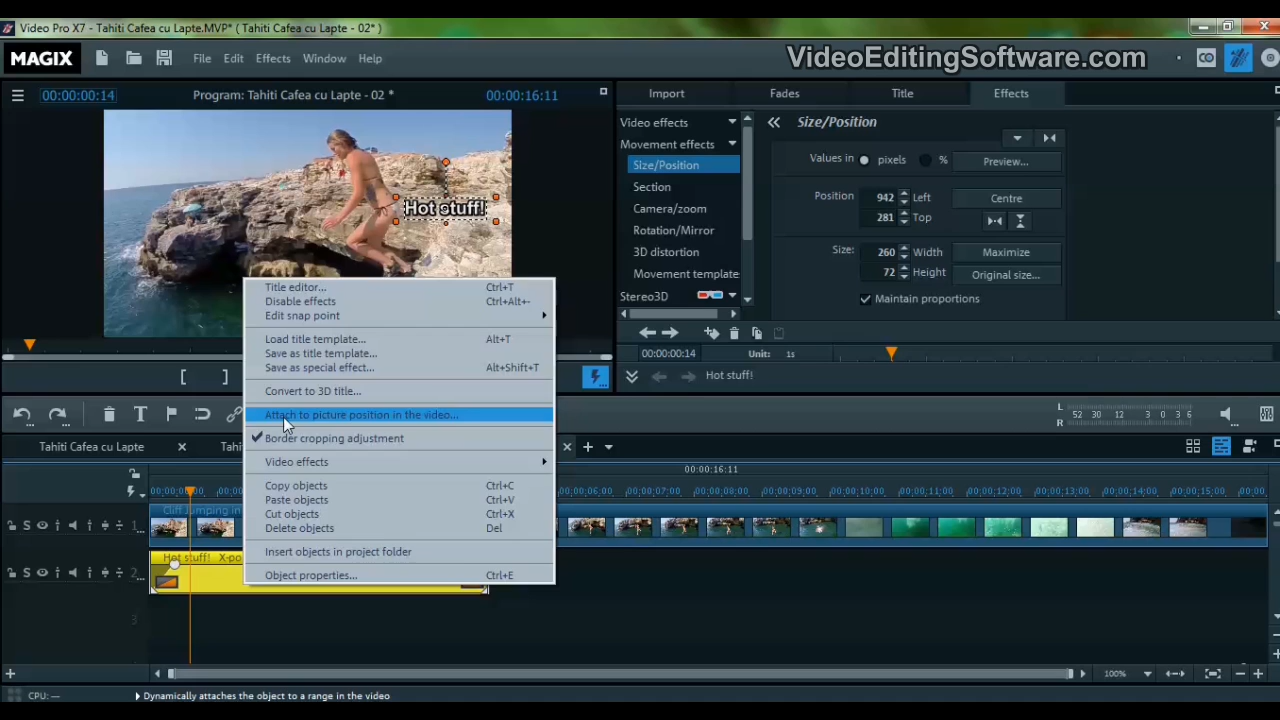 Video Pro X7 - Tahiti Cafea cu Lapte.MVP* ( Tahiti Cafea cu Lapte - 02* )
MAGIX
File Edit Effects Window Help
VideoEditingSoftware.com
00:00:00:14
Program: Tahiti Cafea cu Lapte - 02 *
00:00:16:11
Import
Fades
Title
Effects
Hot stuff!
Video effects
Movement effects
Size/Position
Section
Camera/zoom
Rotation/Mirror
3D distortion
Movement template
Stereo3D
Size/Position
Values in pixels %
Preview...
Position
942 Left
Centre
281 Top
Size:
260 Width
Maximize
72 Height
Original size...
Maintain proportions
00:00:00:14
Unit: 1s
Hot stuff!
Title editor... Ctrl+T
Disable effects Ctrl+Alt+-
Edit snap point
Load title template... Alt+T
Save as title template...
Save as special effect... Alt+Shift+T
Convert to 3D title...
Attach to picture position in the video...
Border cropping adjustment
Video effects
Copy objects Ctrl+C
Paste objects Ctrl+V
Cut objects Ctrl+X
Delete objects Del
Insert objects in project folder
Object properties... Ctrl+E
L
R
52 30 12 3 0 3 6
Tahiti Cafea cu Lapte
00:00:16:11
00:00:06:00 00:00:07:00 00:00:08:00 00:00:09:00 00:00:10:00 00:00:11:00 00:00:12:00 00:00:13:00 00:00:14:00 00:00:15:00
Cliff Jumping in
S 1
Hot stuff! X-po
S 2
3
100%
CPU: —
Dynamically attaches the object to a range in the video